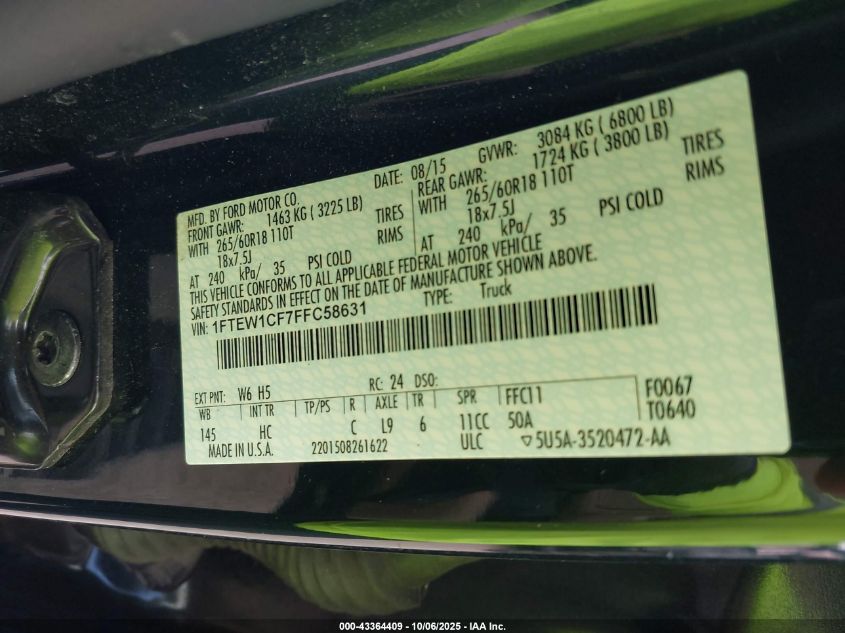 MFD. BY FORD MOTOR CO. DATE: 08/15 GVWR: 3084 KG ( 6800 LB)
FRONT GAWR: 1463 KG ( 3225 LB) REAR GAWR: 1724 KG ( 3800 LB)
WITH 265/60R18 110T TIRES WITH 265/60R18 110T TIRES
18x7.5J RIMS 18x7.5J RIMS
AT 240 kPa/ 35 PSI COLD AT 240 kPa/ 35 PSI COLD
THIS VEHICLE CONFORMS TO ALL APPLICABLE FEDERAL MOTOR VEHICLE
SAFETY STANDARDS IN EFFECT ON THE DATE OF MANUFACTURE SHOWN ABOVE.
VIN: 1FTEW1CF7FFC58631 TYPE: Truck
EXT PNT: W6 H5 RC: 24 DSO: F0067
WB INT TR TP/PS R AXLE TR SPR FFC11 T0640
145 HC C L9 6 11CC 50A
MADE IN U.S.A. 2201508261622 ULC ▽5U5A-3520472-AA
000-43364409 - 10/06/2025 - IAA Inc.